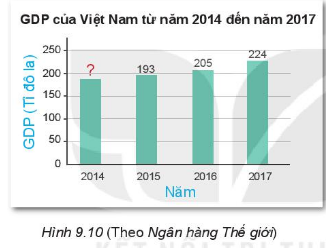 GDP của Việt Nam từ năm 2014 đến năm 2017
GDP (Tỉ đô la)
250
200
150
100
50
0
?
193
205
224
2014 2015 2016 2017
Năm
Hình 9.10 (Theo Ngân hàng Thế giới)